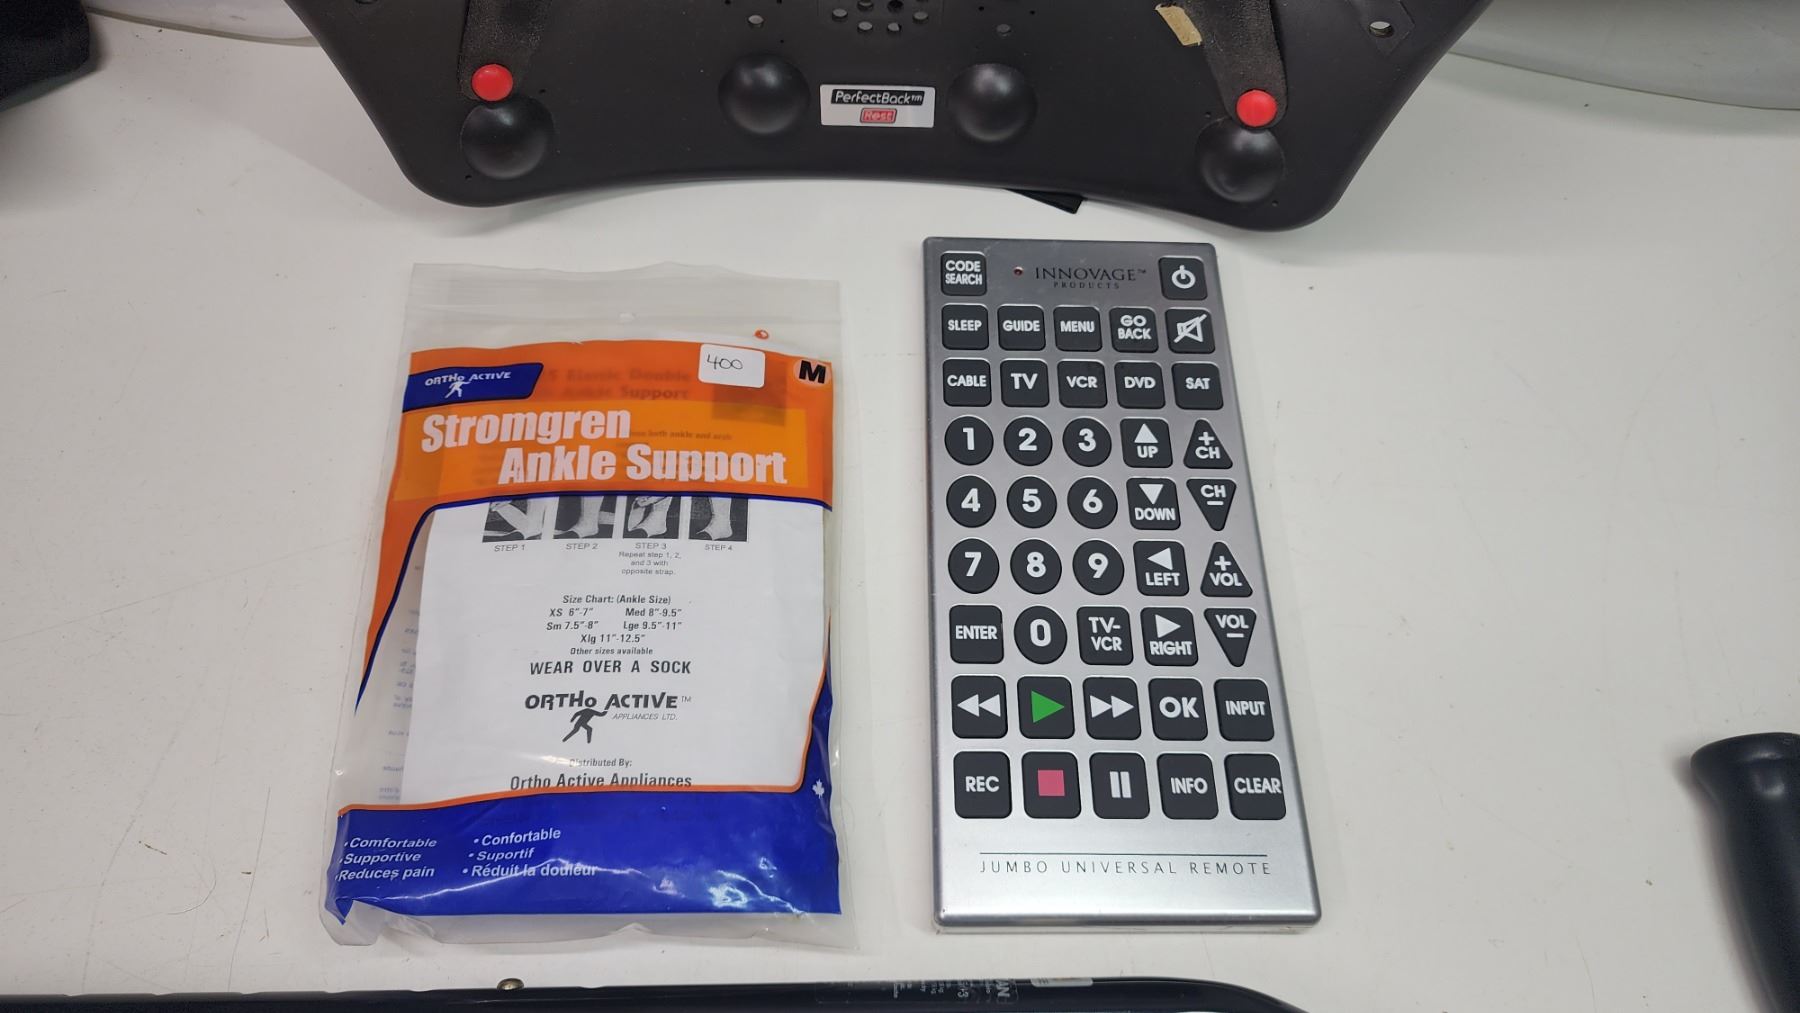 PerfectBack™
Rest
400
M
ORTHO ACTIVE
Stromgren
Ankle Support
STEP 1 STEP 2 STEP 3 STEP 4
Repeat step 1, 2,
and 3 with
opposite strap.
Size Chart: (Ankle Size)
XS 6"-7" Med 8"-9.5"
Sm 7.5"-8" Lge 9.5"-11"
Xlg 11"-12.5"
Other sizes available
WEAR OVER A SOCK
ORTHO ACTIVE™
APPLIANCES LTD.
Distributed By:
Ortho Active Appliances
• Comfortable
• Supportive
• Reduces pain
• Confortable
• Suportif
• Réduit la douleur
CODE
SEARCH
INNOVAGE™
PRODUCTS
SLEEP GUIDE MENU GO BACK
CABLE TV VCR DVD SAT
1 2 3 UP + CH
4 5 6 DOWN CH −
7 8 9 LEFT + VOL
ENTER 0 TV-VCR RIGHT VOL −
OK INPUT
REC INFO CLEAR
JUMBO UNIVERSAL REMOTE